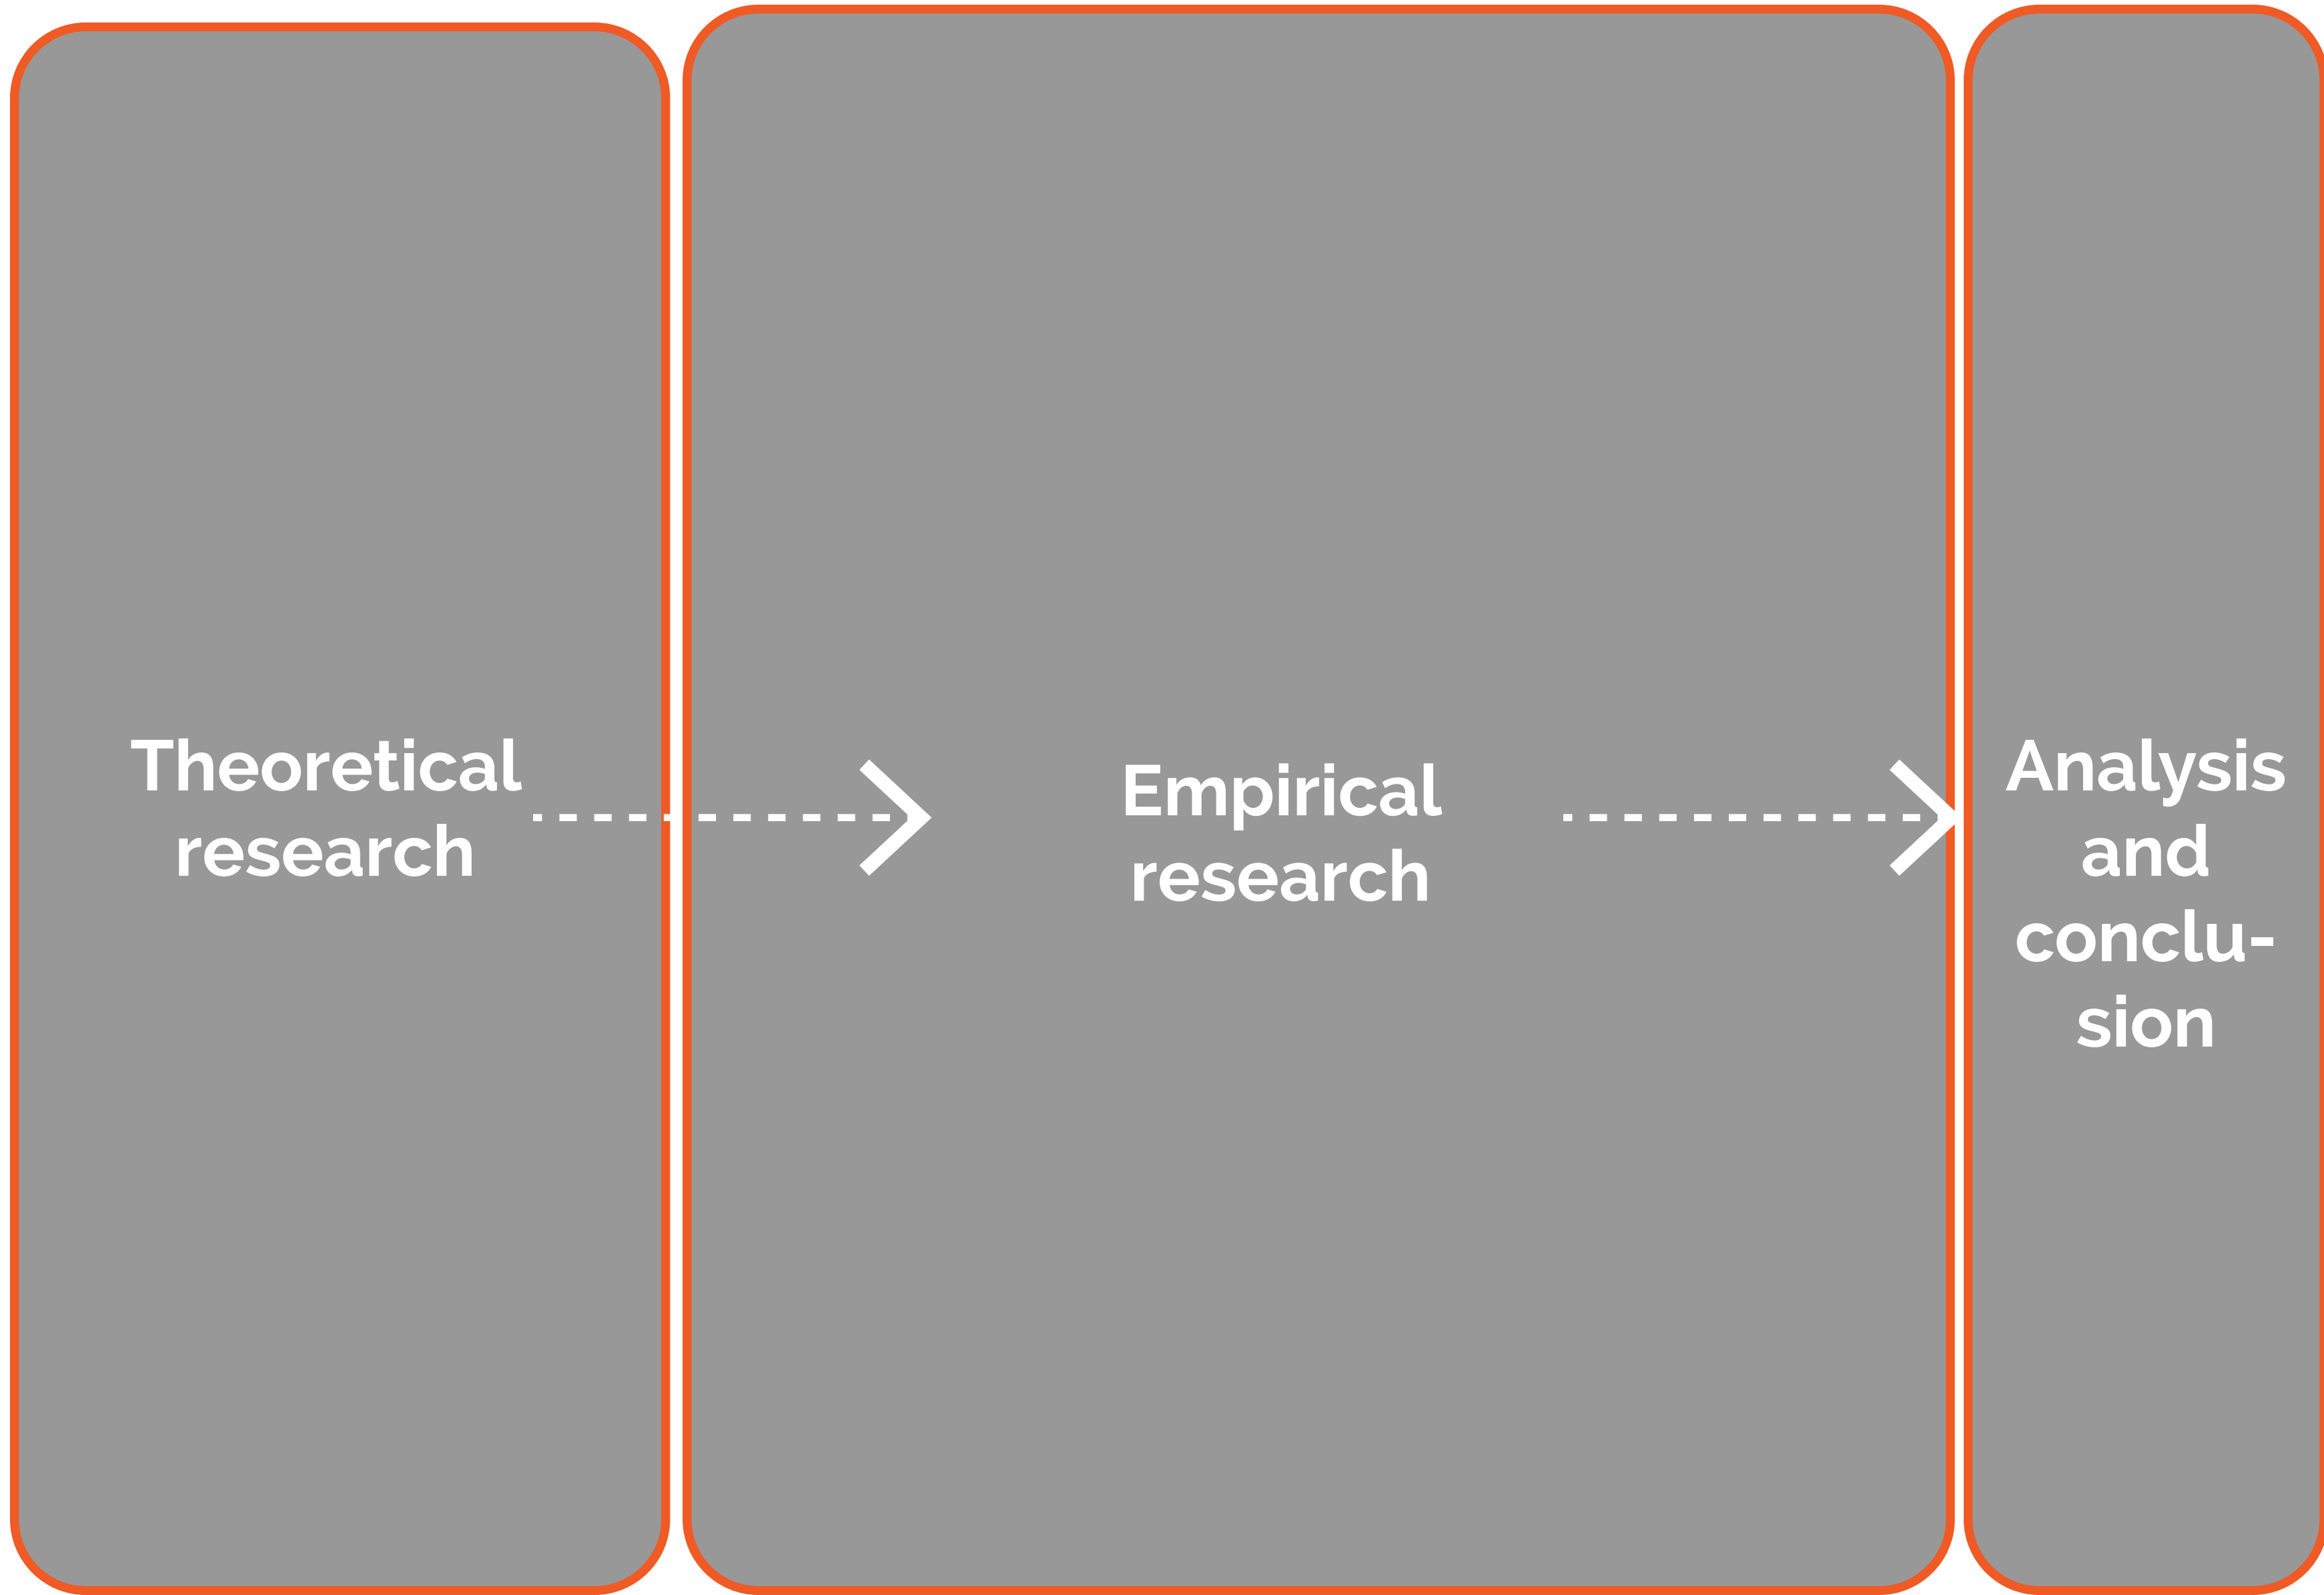 Theoretical
research
Empirical
research
Analysis
and
conclu-
sion